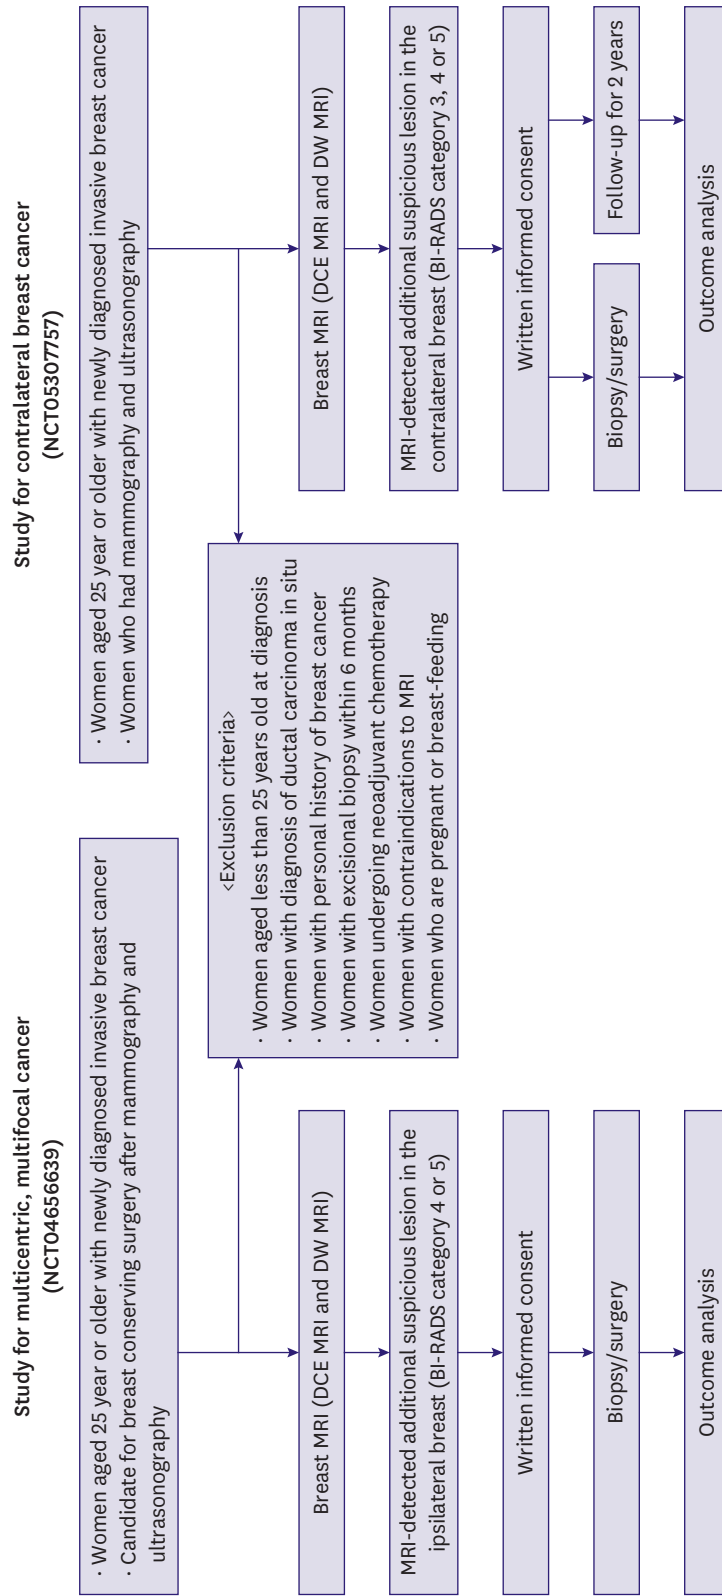 Study for multicentric, multifocal cancer
(NCT04656639)
· Women aged 25 year or older with newly diagnosed invasive breast cancer
· Candidate for breast conserving surgery after mammography and
ultrasonography
Breast MRI (DCE MRI and DW MRI)
MRI-detected additional suspicious lesion in the
ipsilateral breast (BI-RADS category 4 or 5)
Written informed consent
Biopsy/surgery
Outcome analysis
<Exclusion criteria>
· Women aged less than 25 years old at diagnosis
· Women with diagnosis of ductal carcinoma in situ
· Women with personal history of breast cancer
· Women with excisional biopsy within 6 months
· Women undergoing neoadjuvant chemotherapy
· Women with contraindications to MRI
· Women who are pregnant or breast-feeding
Study for contralateral breast cancer
(NCT05307757)
· Women aged 25 year or older with newly diagnosed invasive breast cancer
· Women who had mammography and ultrasonography
Breast MRI (DCE MRI and DW MRI)
MRI-detected additional suspicious lesion in the
contralateral breast (BI-RADS category 3, 4 or 5)
Written informed consent
Biopsy/surgery
Follow-up for 2 years
Outcome analysis